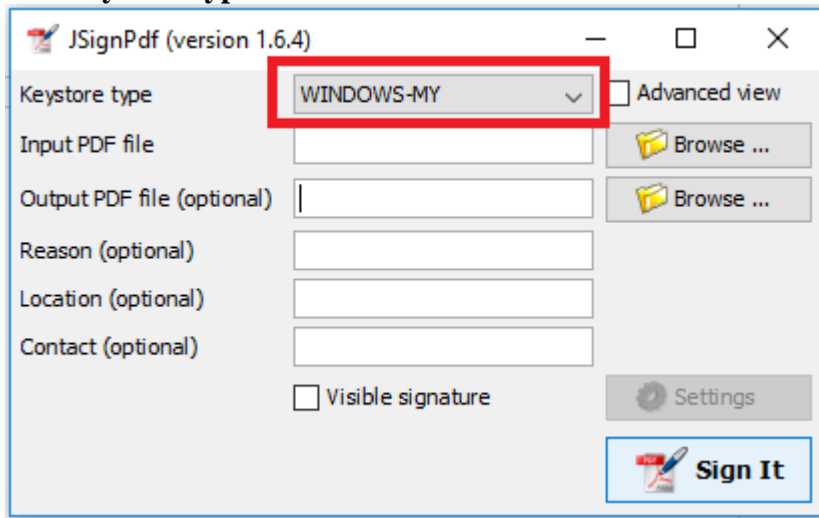 JSignPdf (version 1.6.4)
Keystore type WINDOWS-MY Advanced view
Input PDF file Browse ...
Output PDF file (optional) Browse ...
Reason (optional)
Location (optional)
Contact (optional)
Visible signature Settings
Sign It